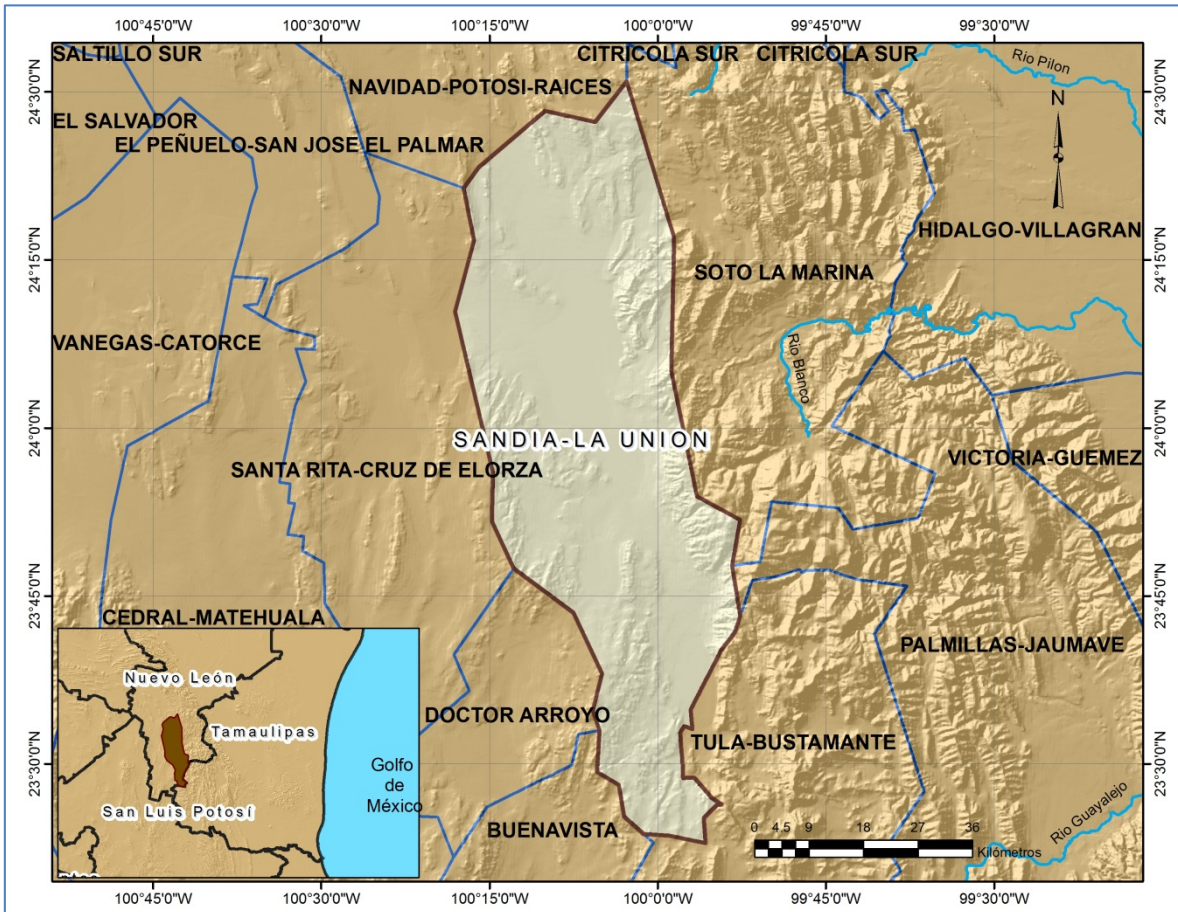 100°45'0"W
100°30'0"W
100°15'0"W
100°0'0"W
99°45'0"W
99°30'0"W
SALTILLO SUR
CITRICOLA SUR
CITRICOLA SUR
Rio Pilon
24°30'0"N
24°30'0"N
NAVIDAD-POTOSI-RAICES
N
EL SALVADOR
EL PEÑUELO-SAN JOSE EL PALMAR
HIDALGO-VILLAGRAN
24°15'0"N
24°15'0"N
SOTO LA MARINA
VANEGAS-CATORCE
Rio Blanco
24°0'0"N
24°0'0"N
SANDIA-LA UNION
SANTA RITA-CRUZ DE ELORZA
VICTORIA-GUEMEZ
23°45'0"N
23°45'0"N
CEDRAL-MATEHUALA
PALMILLAS-JAUMAVE
Nuevo León
Tamaulipas
DOCTOR ARROYO
TULA-BUSTAMANTE
23°30'0"N
23°30'0"N
Golfo
de
México
San Luis Potosí
BUENAVISTA
Rio Guayalejo
0 4.5 9 18 27 36
Kilómetros
100°45'0"W
100°30'0"W
100°15'0"W
100°0'0"W
99°45'0"W
99°30'0"W